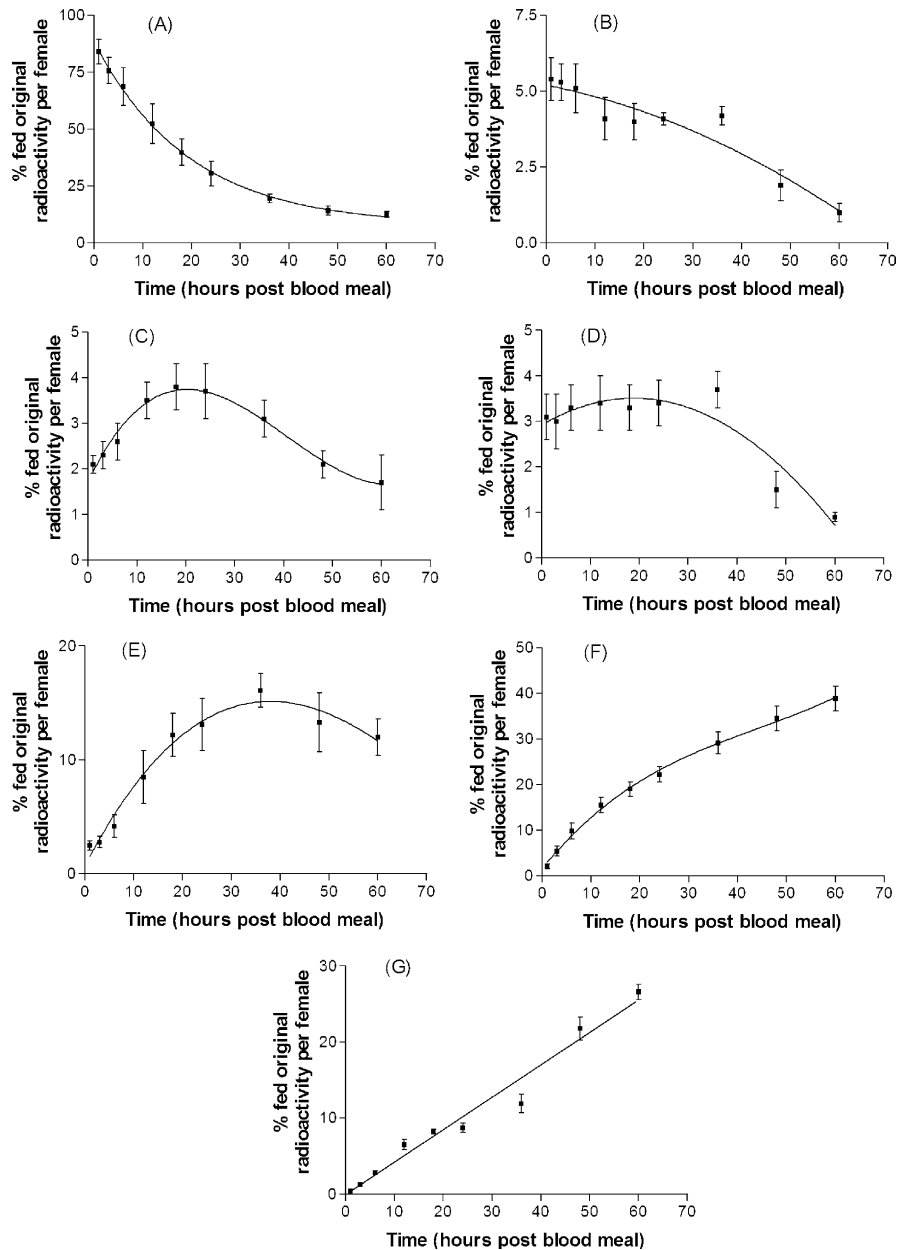 (A)
% fed original
radioactivity per female
100
75
50
25
0
0 10 20 30 40 50 60 70
Time (hours post blood meal)
(B)
% fed original
radioactivity per female
7.5
5.0
2.5
0.0
0 10 20 30 40 50 60 70
Time (hours post blood meal)
(C)
% fed original
radioactivity per female
5
4
3
2
1
0
0 10 20 30 40 50 60 70
Time (hours post blood meal)
(D)
% fed original
radioactivity per female
5
4
3
2
1
0
0 10 20 30 40 50 60 70
Time (hours post blood meal)
(E)
% fed original
radioactivity per female
20
10
0
0 10 20 30 40 50 60 70
Time (hours post blood meal)
(F)
% fed original
radioacitivity per female
50
40
30
20
10
0
0 10 20 30 40 50 60 70
Time (hours post blood meal)
(G)
% fed original
radioactivity per female
30
20
10
0
0 10 20 30 40 50 60 70
Time (hours post blood meal)